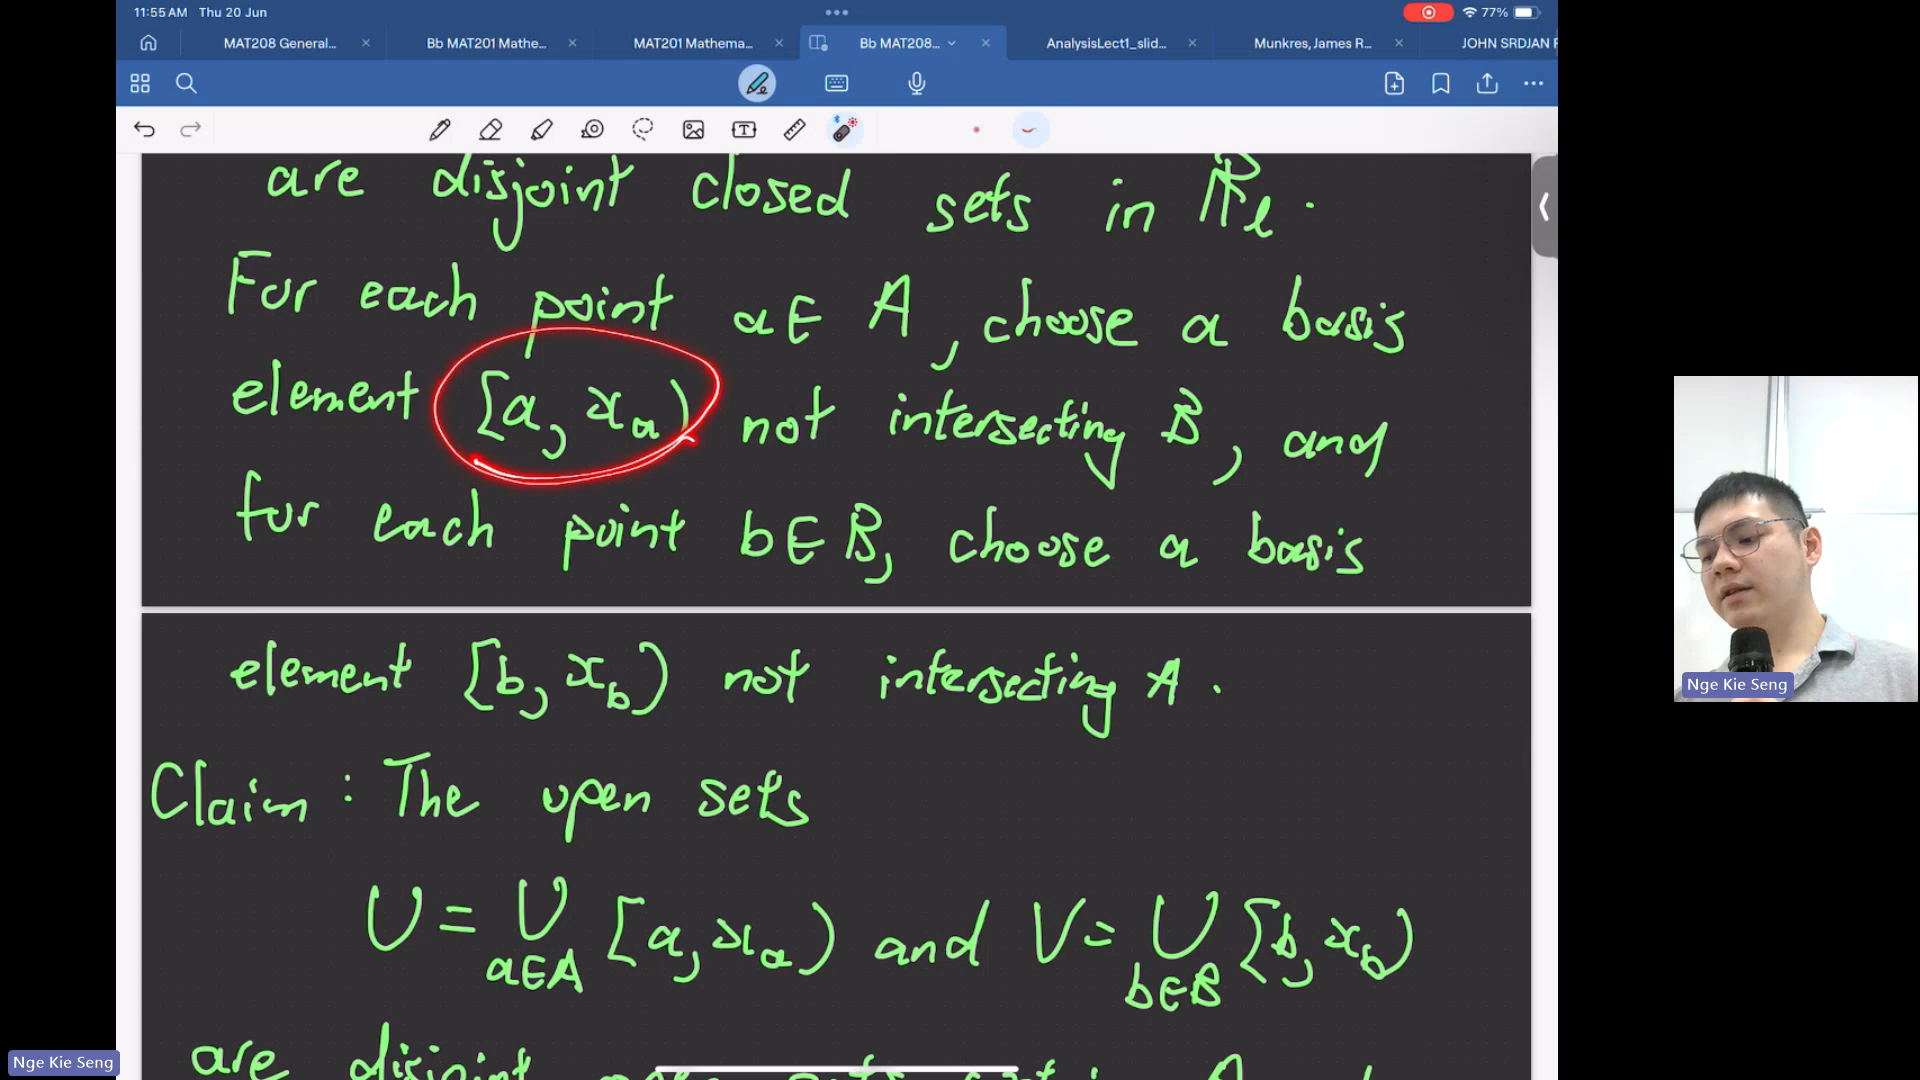 11:55 AM Thu 20 Jun
77%
MAT208 General...
Bb MAT201 Mathe...
MAT201 Mathema...
Bb MAT208...
AnalysisLect1_slid...
Munkres, James R...
JOHN SRDJAN
are disjoint closed sets in ℝℓ.
For each point a∈A, choose a basis
element [a, xₐ) not intersecting B, and
for each point b∈B, choose a basis
element [b, x_b) not intersecting A.
Claim: The open sets
U = ⋃_{a∈A} [a, xₐ) and V = ⋃_{b∈B} [b, x_b)
are
Nge Kie Seng
Nge Kie Seng